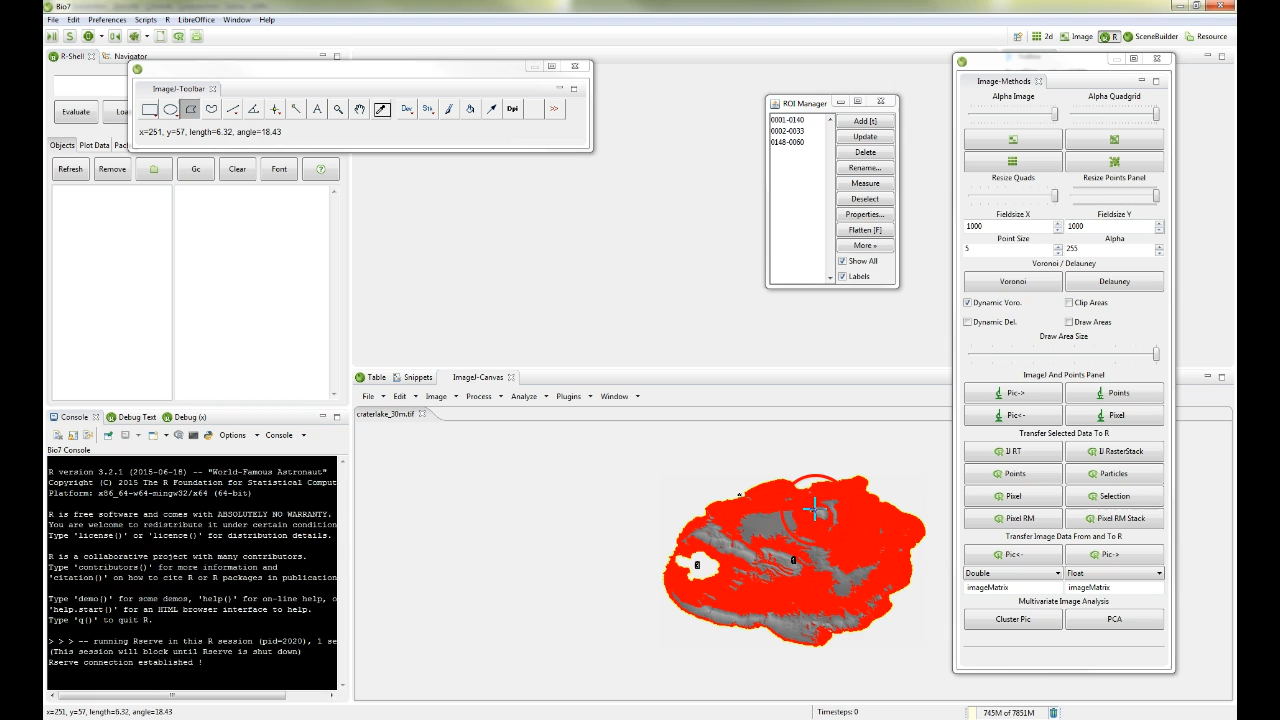 Bio7
File Edit Preferences Scripts R LibreOffice Window Help
2d Image R SceneBuilder Resource
R-Shell Navigator
Evaluate Loa
Objects Plot Data Pac
Refresh Remove Gc Clear Font
ImageJ-Toolbar
Dev Stk Dpi >>
x=251, y=57, length=6.32, angle=18.43
ROI Manager
0001-0140
0002-0033
0148-0060
Add [t]
Update
Delete
Rename...
Measure
Deselect
Properties...
Flatten [F]
More »
Show All
Labels
Image-Methods
Alpha Image Alpha Quadgrid
Resize Quads Resize Points Panel
Fieldsize X Fieldsize Y
1000 1000
Point Size Alpha
5 255
Voronoi / Delauney
Voronoi Delauney
Dynamic Voro. Clip Areas
Dynamic Del. Draw Areas
Draw Area Size
ImageJ And Points Panel
Pic-> Points
Pic<- Pixel
Transfer Selected Data To R
IJ RT IJ RasterStack
Points Particles
Pixel Selection
Pixel RM Pixel RM Stack
Transfer Image Data From and To R
Pic<- Pic->
Double Float
imageMatrix imageMatrix
Multivariate Image Analysis
Cluster Pic PCA
Table Snippets ImageJ-Canvas
File Edit Image Process Analyze Plugins Window
craterlake_30m.tif
Console Debug Text Debug (x)
Options Console
Bio7 Console
R version 3.2.1 (2015-06-18) -- "World-Famous Astronaut"
Copyright (C) 2015 The R Foundation for Statistical Comput
Platform: x86_64-w64-mingw32/x64 (64-bit)
R is free software and comes with ABSOLUTELY NO WARRANTY.
You are welcome to redistribute it under certain condition
Type 'license()' or 'licence()' for distribution details.
R is a collaborative project with many contributors.
Type 'contributors()' for more information and
'citation()' on how to cite R or R packages in publication
Type 'demo()' for some demos, 'help()' for on-line help, o
'help.start()' for an HTML browser interface to help.
Type 'q()' to quit R.
> > > -- running Rserve in this R session (pid=2020), 1 se
(This session will block until Rserve is shut down)
Rserve connection established !
x=251, y=57, length=6.32, angle=18.43
Timesteps: 0
745M of 7851M